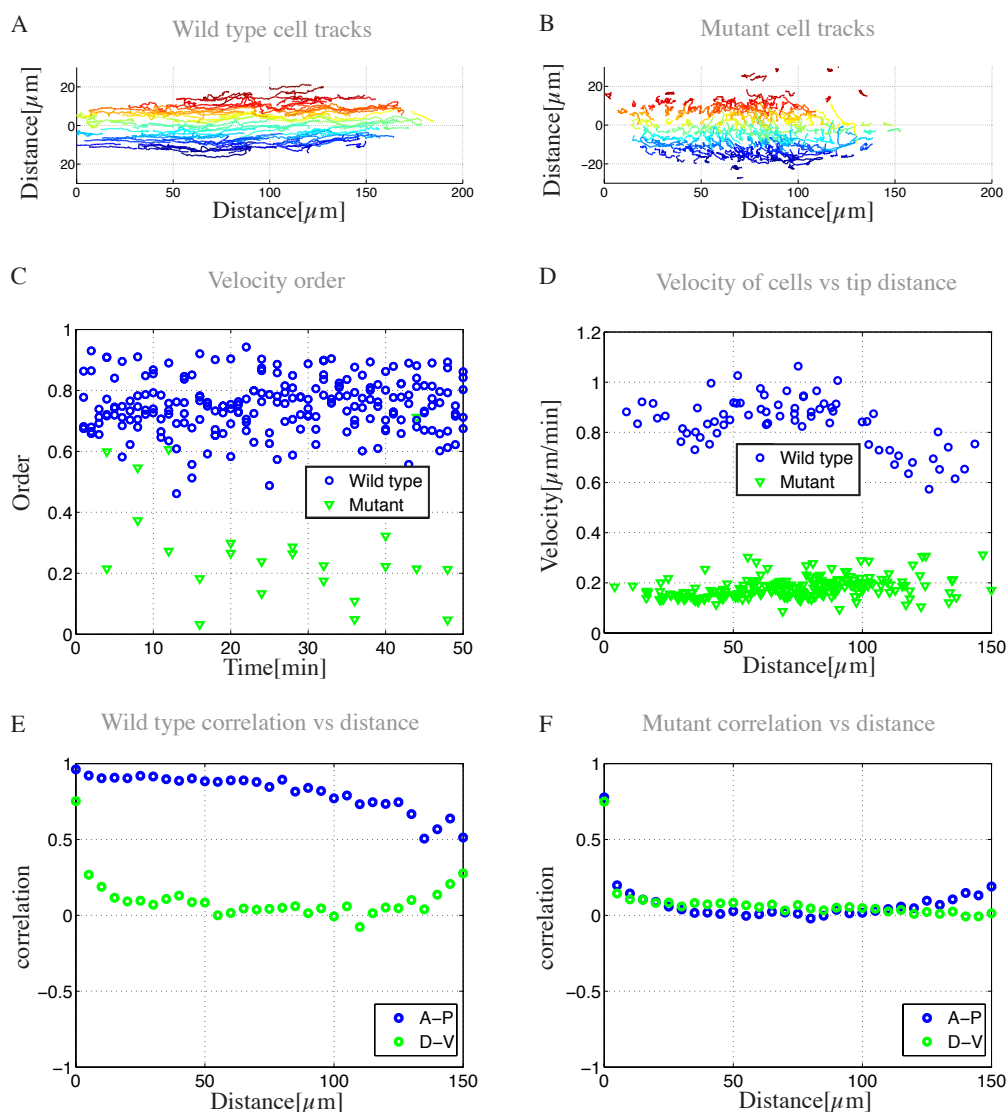 A
Wild type cell tracks
Distance[µm]
20
0
20
0
50
100
150
200
Distance[µm]
B
Mutant cell tracks
Distance[µm]
20
0
−20
0
50
100
150
200
Distance[µm]
C
Velocity order
Order
1
0.8
0.6
0.4
0.2
0
Wild type
Mutant
0
10
20
30
40
50
Time[min]
D
Velocity of cells vs tip distance
Velocity[µm/min]
1.2
1
0.8
0.6
0.4
0.2
0
Wild type
Mutant
0
50
100
150
Distance[µm]
E
Wild type correlation vs distance
correlation
1
0.5
0
−0.5
−1
A−P
D−V
0
50
100
150
Distance[µm]
F
Mutant correlation vs distance
correlation
1
0.5
0
−0.5
−1
A−P
D−V
0
50
100
150
Distance[µm]